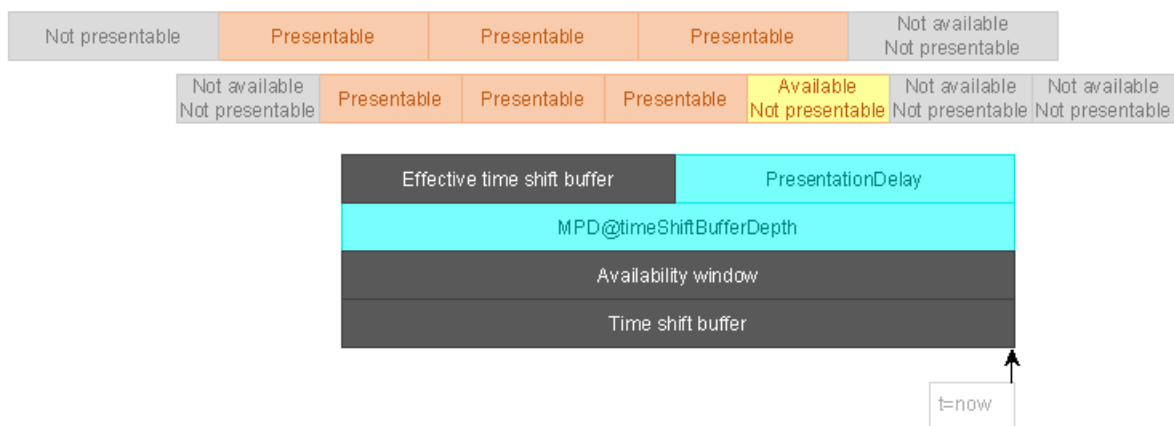 Not presentable
Presentable
Presentable
Presentable
Not available
Not presentable
Not available
Not presentable
Presentable
Presentable
Presentable
Available
Not presentable
Not available
Not presentable
Not available
Not presentable
Effective time shift buffer
PresentationDelay
MPD@timeShiftBufferDepth
Availability window
Time shift buffer
t=now